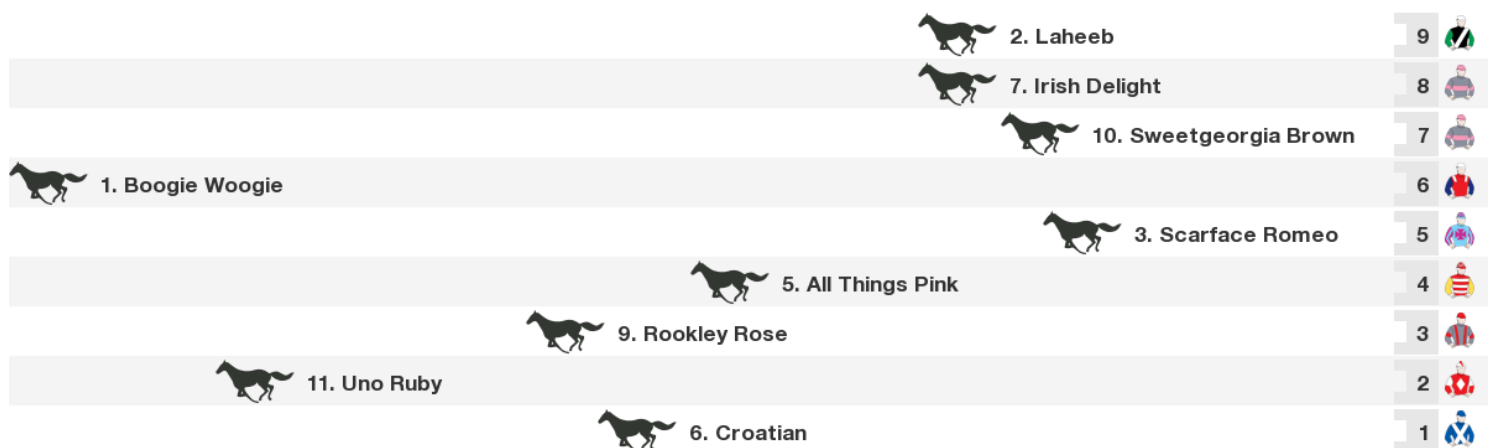 2. Laheeb 9
7. Irish Delight 8
10. Sweetgeorgia Brown 7
1. Boogie Woogie 6
3. Scarface Romeo 5
5. All Things Pink 4
9. Rookley Rose 3
11. Uno Ruby 2
6. Croatian 1